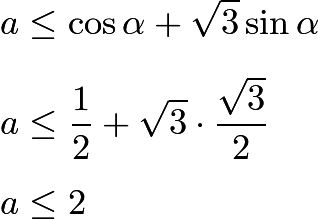 a ≤ cos α + √3 sin α
a ≤ 1/2 + √3 · √3/2
a ≤ 2